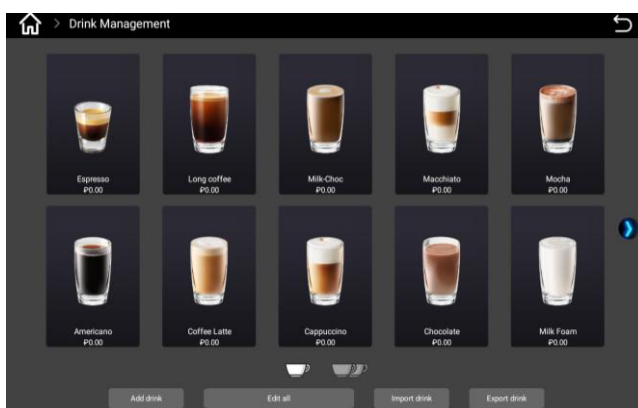 > Drink Management
Espresso
₽0.00
Long coffee
₽0.00
Milk-Choc
₽0.00
Macchiato
₽0.00
Mocha
₽0.00
Americano
₽0.00
Coffee Latte
₽0.00
Cappuccino
₽0.00
Chocolate
₽0.00
Milk Foam
₽0.00
Add drink
Edit all
Import drink
Export drink